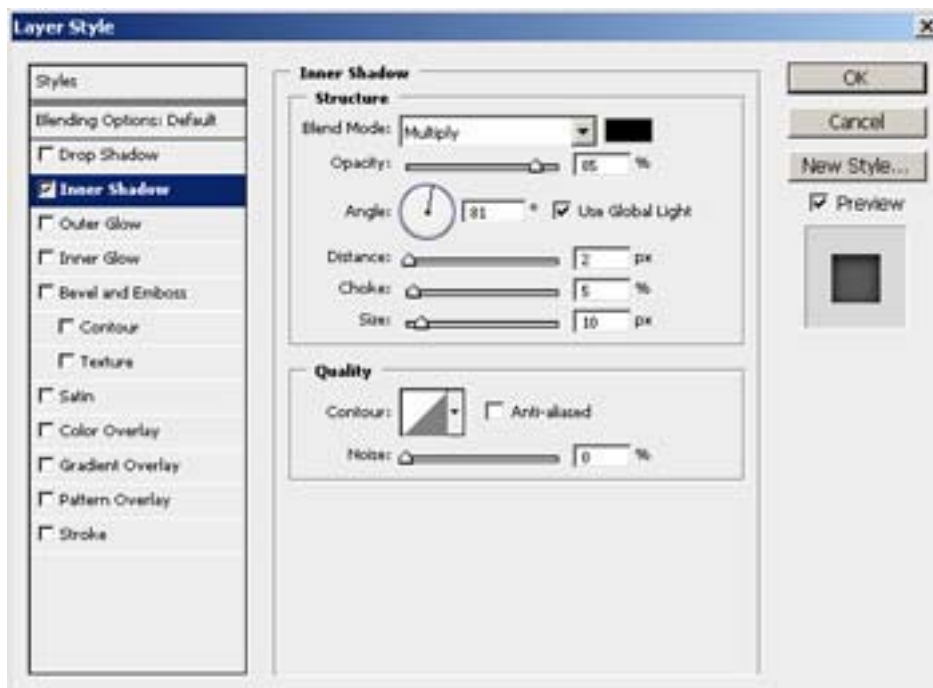 Layer Style
Styles
Blending Options: Default
Drop Shadow
Inner Shadow
Outer Glow
Inner Glow
Bevel and Emboss
Contour
Texture
Satin
Color Overlay
Gradient Overlay
Pattern Overlay
Stroke
Inner Shadow
Structure
Blend Mode: Multiply
Opacity: 85 %
Angle: 81 ° Use Global Light
Distance: 2 px
Choke: 5 %
Size: 10 px
Quality
Contour: Anti-aliased
Noise: 0 %
OK
Cancel
New Style...
Preview